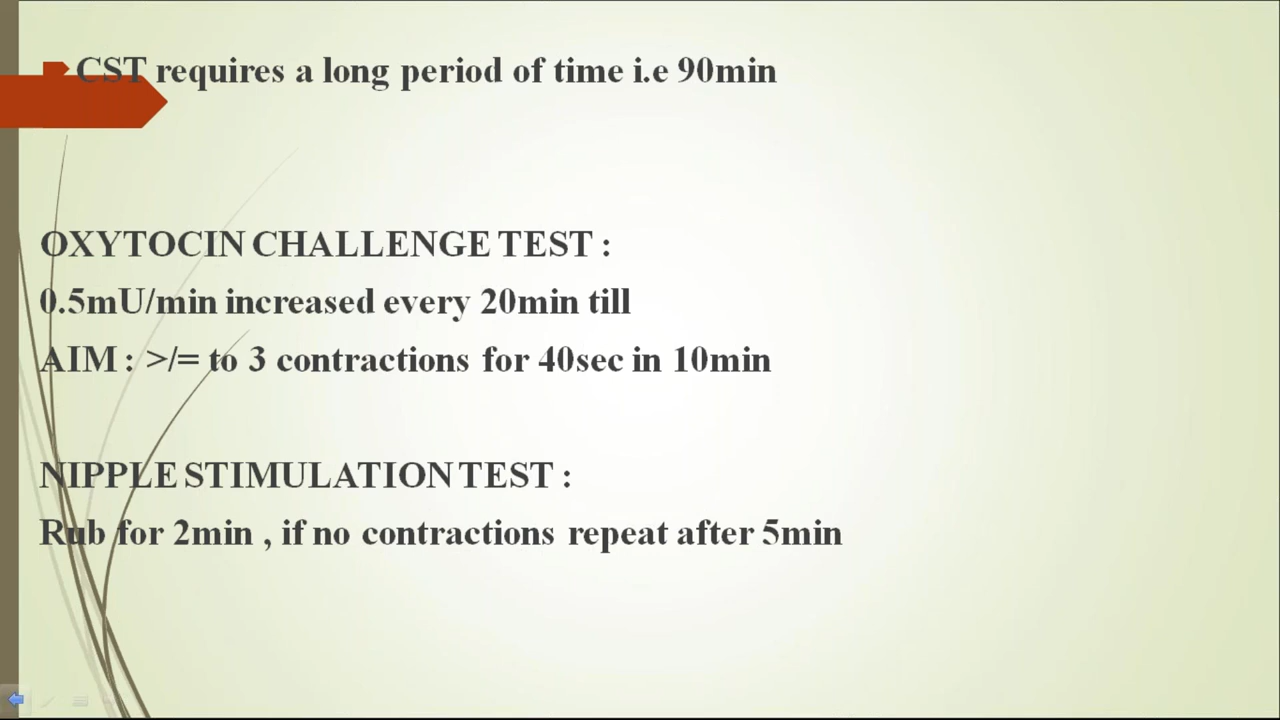 CST requires a long period of time i.e 90min
OXYTOCIN CHALLENGE TEST :
0.5mU/min increased every 20min till
AIM : >/= to 3 contractions for 40sec in 10min
NIPPLE STIMULATION TEST :
Rub for 2min , if no contractions repeat after 5min